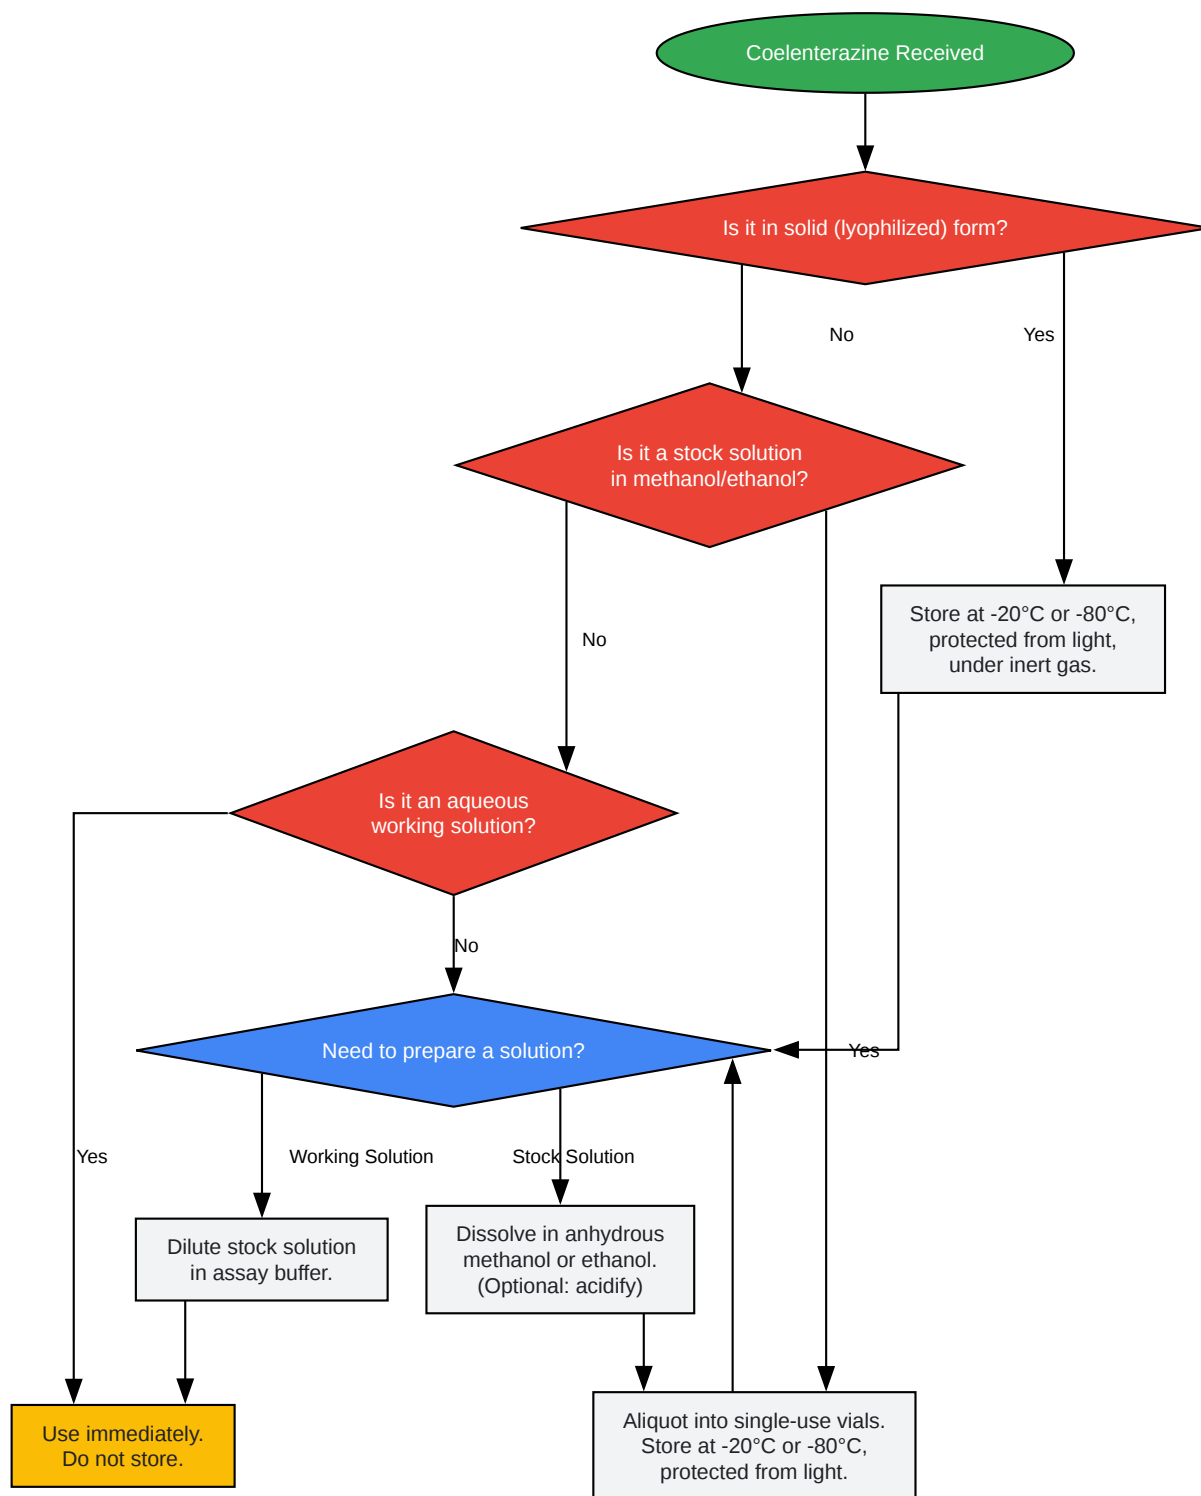 Coelenterazine Received
Is it in solid (lyophilized) form?
No
Yes
Is it a stock solution
in methanol/ethanol?
Store at -20°C or -80°C,
protected from light,
under inert gas.
No
Is it an aqueous
working solution?
No
Need to prepare a solution?
Yes
Yes
Working Solution
Stock Solution
Dilute stock solution
in assay buffer.
Dissolve in anhydrous
methanol or ethanol.
(Optional: acidify)
Use immediately.
Do not store.
Aliquot into single-use vials.
Store at -20°C or -80°C,
protected from light.